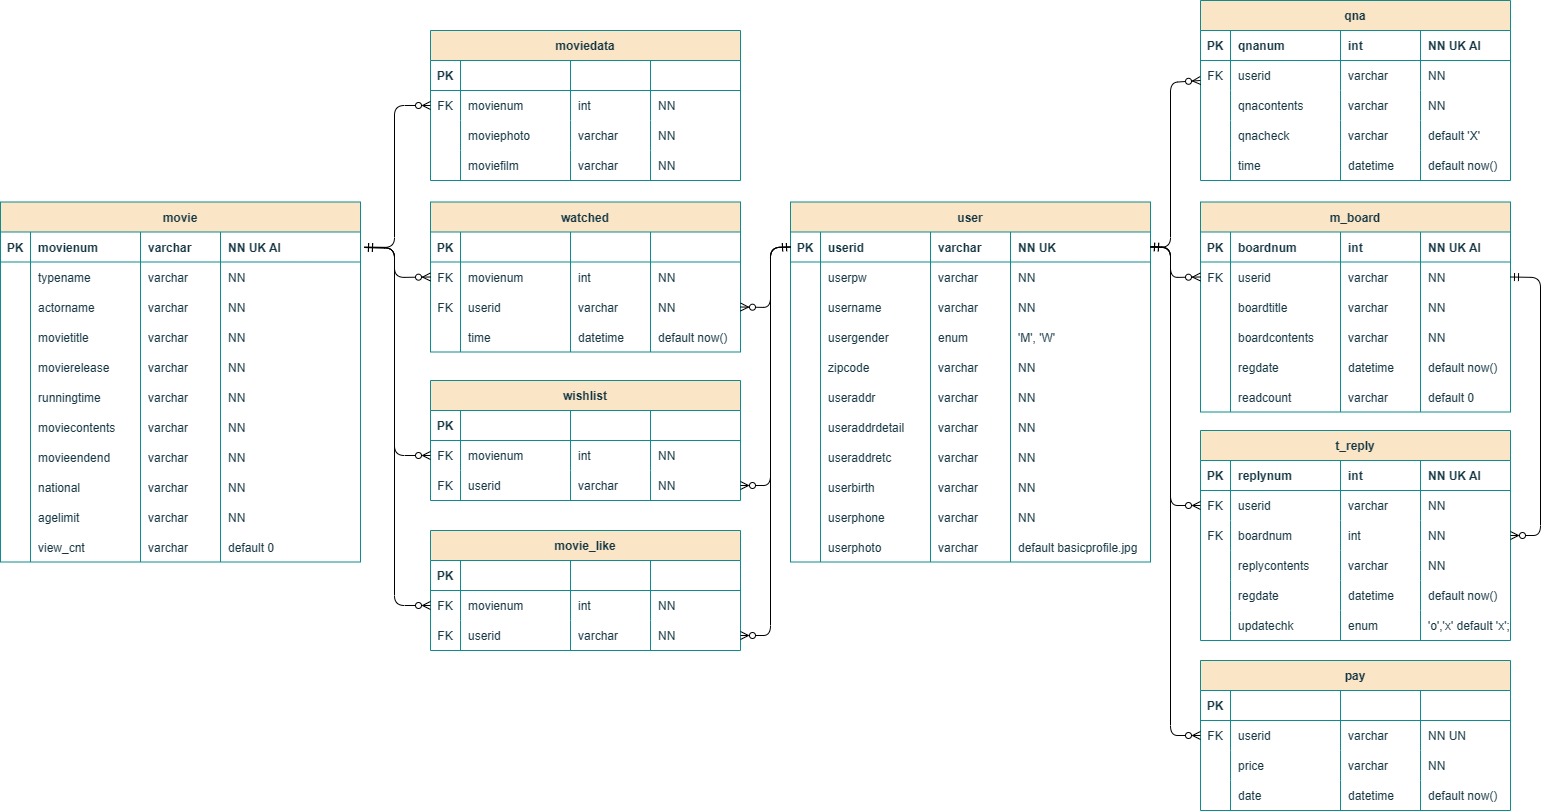 moviedata
PK
FK movienum int NN
moviephoto varchar NN
moviefilm varchar NN
movie
PK movienum varchar NN UK AI
typename varchar NN
actorname varchar NN
movietitle varchar NN
movierelease varchar NN
runningtime varchar NN
moviecontents varchar NN
movieendend varchar NN
national varchar NN
agelimit varchar NN
view_cnt varchar default 0
watched
PK
FK movienum int NN
FK userid varchar NN
time datetime default now()
wishlist
PK
FK movienum int NN
FK userid varchar NN
movie_like
PK
FK movienum int NN
FK userid varchar NN
user
PK userid varchar NN UK
userpw varchar NN
username varchar NN
usergender enum 'M', 'W'
zipcode varchar NN
useraddr varchar NN
useraddrdetail varchar NN
useraddretc varchar NN
userbirth varchar NN
userphone varchar NN
userphoto varchar default basicprofile.jpg
qna
PK qnanum int NN UK AI
FK userid varchar NN
qnacontents varchar NN
qnacheck varchar default 'X'
time datetime default now()
m_board
PK boardnum int NN UK AI
FK userid varchar NN
boardtitle varchar NN
boardcontents varchar NN
regdate datetime default now()
readcount varchar default 0
t_reply
PK replynum int NN UK AI
FK userid varchar NN
FK boardnum int NN
replycontents varchar NN
regdate datetime default now()
updatechk enum 'o','x' default 'x';
pay
PK
FK userid varchar NN UN
price varchar NN
date datetime default now()